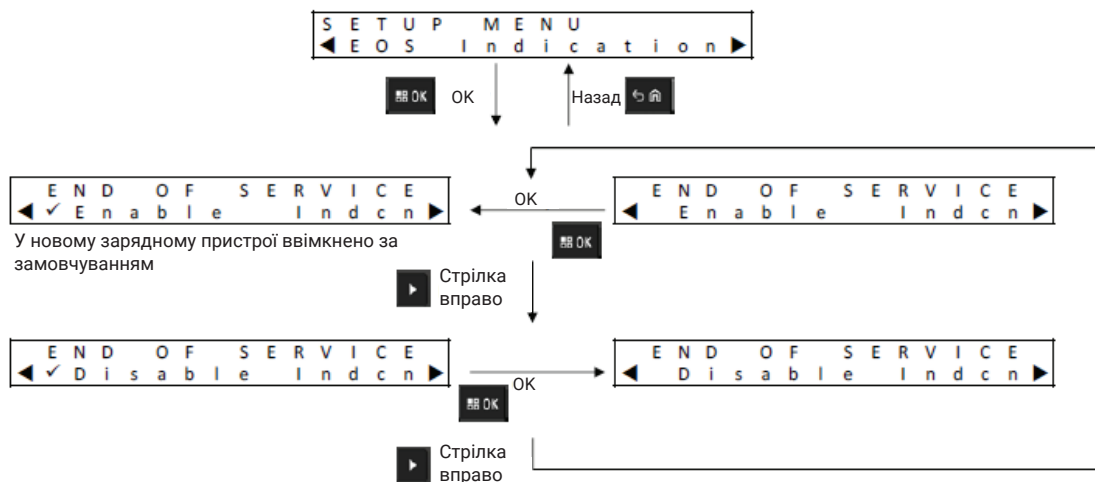 SETUP MENU
◀EOS Indication▶
OK
OK
Назад
END OF SERVICE
◀✓Enable Indcn▶
OK
OK
END OF SERVICE
◀ Enable Indcn▶
У новому зарядному пристрої ввімкнено за
замовчуванням
Стрілка
вправо
END OF SERVICE
◀✓Disable Indcn▶
OK
OK
END OF SERVICE
◀ Disable Indcn▶
Стрілка
вправо